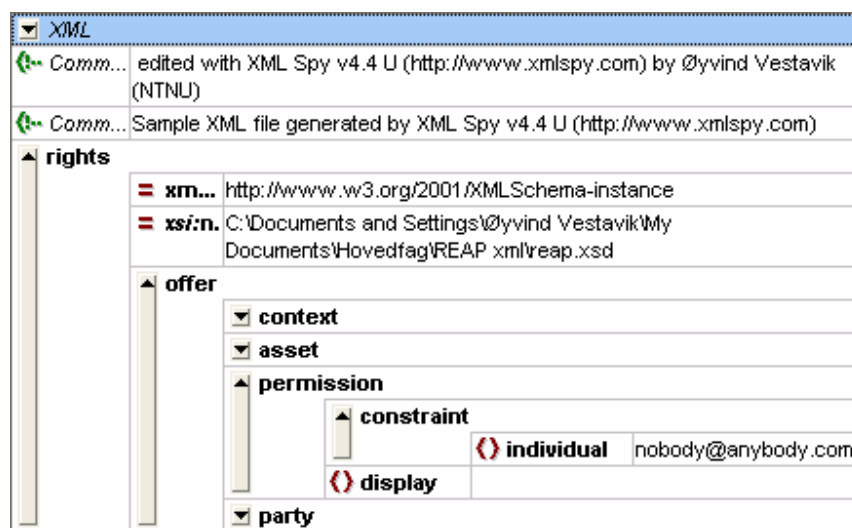 XML
Comm... edited with XML Spy v4.4 U (http://www.xmlspy.com) by Øyvind Vestavik
(NTNU)
Comm... Sample XML file generated by XML Spy v4.4 U (http://www.xmlspy.com)
rights
= xm... http://www.w3.org/2001/XMLSchema-instance
= xsi:n. C:\Documents and Settings\Øyvind Vestavik\My
Documents\Hovedfag\REAP xml\reap.xsd
offer
context
asset
permission
constraint
() individual nobody@anybody.com
() display
party